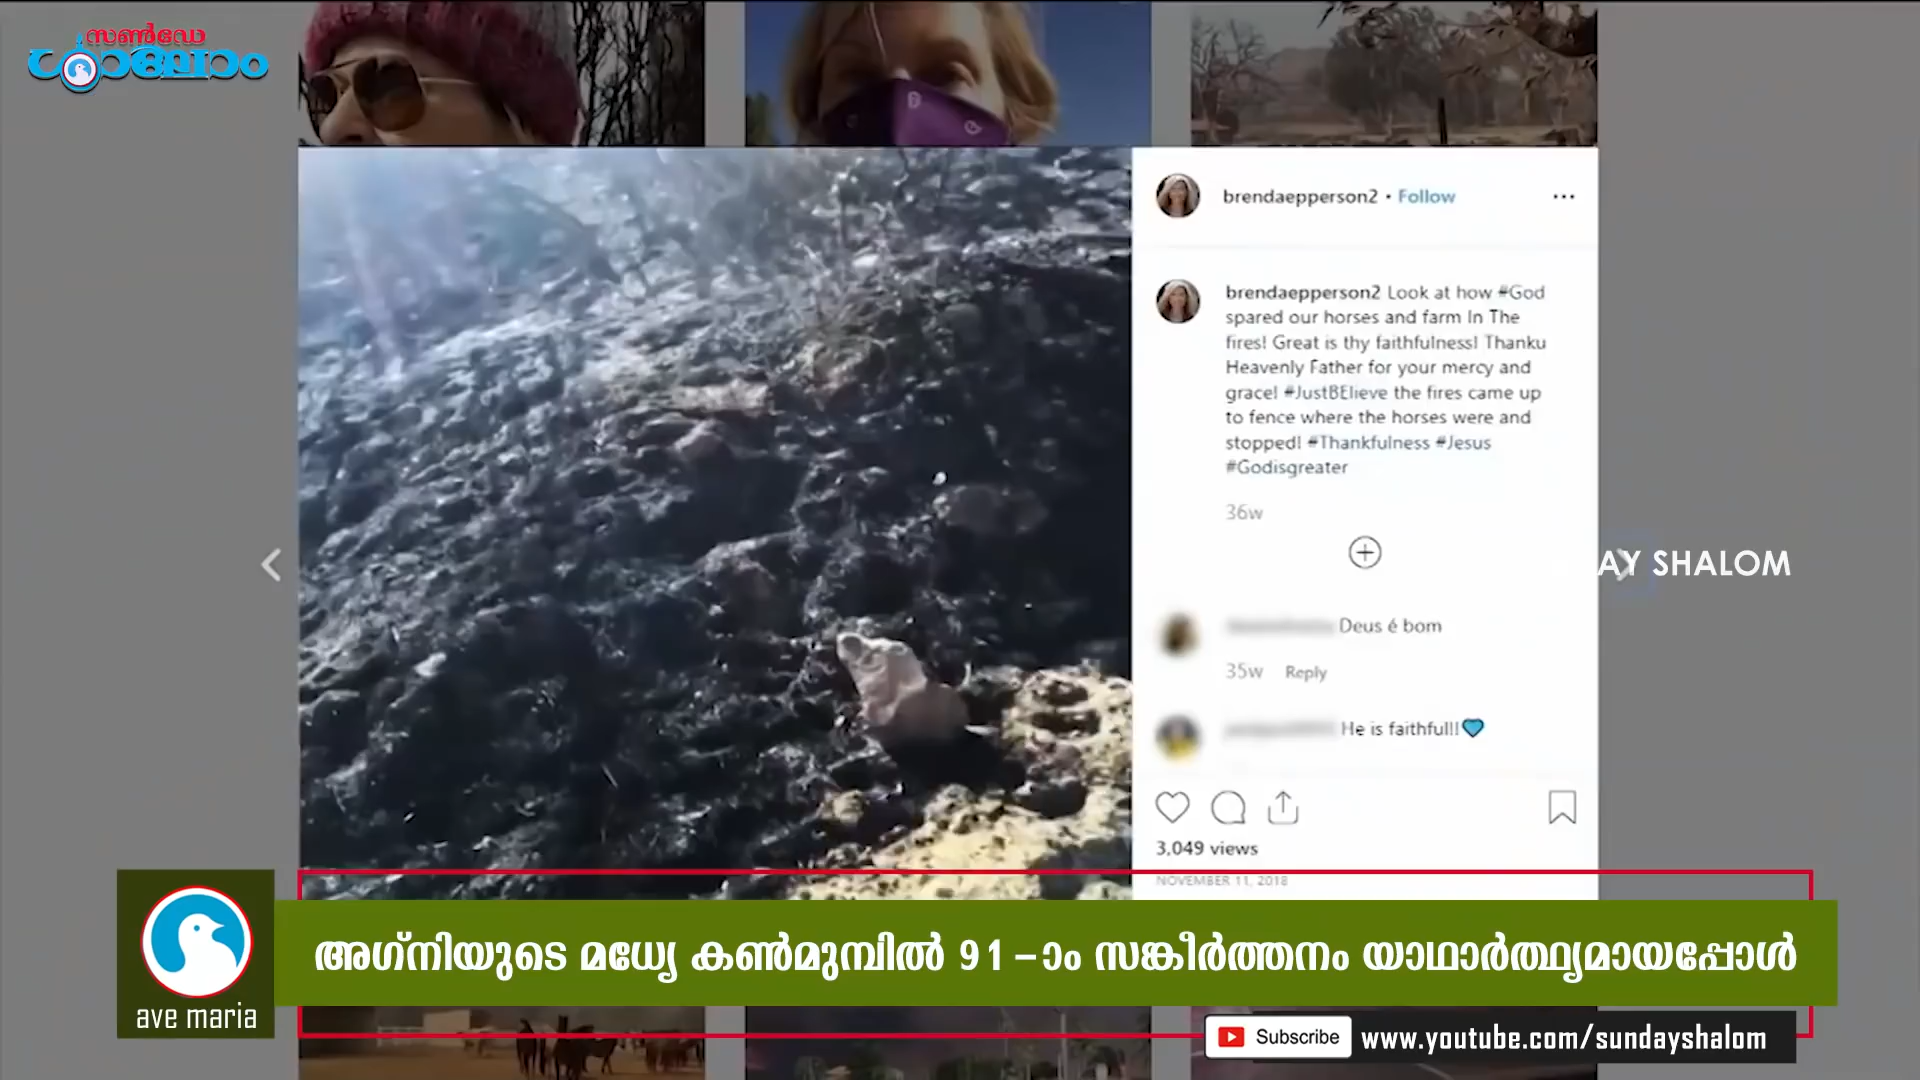 സൺഡേ
ശാലോം
brendaepperson2 • Follow
brendaepperson2 Look at how #God
spared our horses and farm In The
fires! Great is thy faithfulness! Thanku
Heavenly Father for your mercy and
grace! #JustBElieve the fires came up
to fence where the horses were and
stopped! #Thankfulness #Jesus
#Godisgreater
36w
AY SHALOM
Deus é bom
35w Reply
He is faithful!!
3,049 views
NOVEMBER 11, 2018
അഗ്നിയുടെ മധ്യേ കൺമുമ്പിൽ 91-ാം സങ്കീർത്തനം യാഥാർത്ഥ്യമായപ്പോൾ
ave maria
Subscribe www.youtube.com/sundayshalom